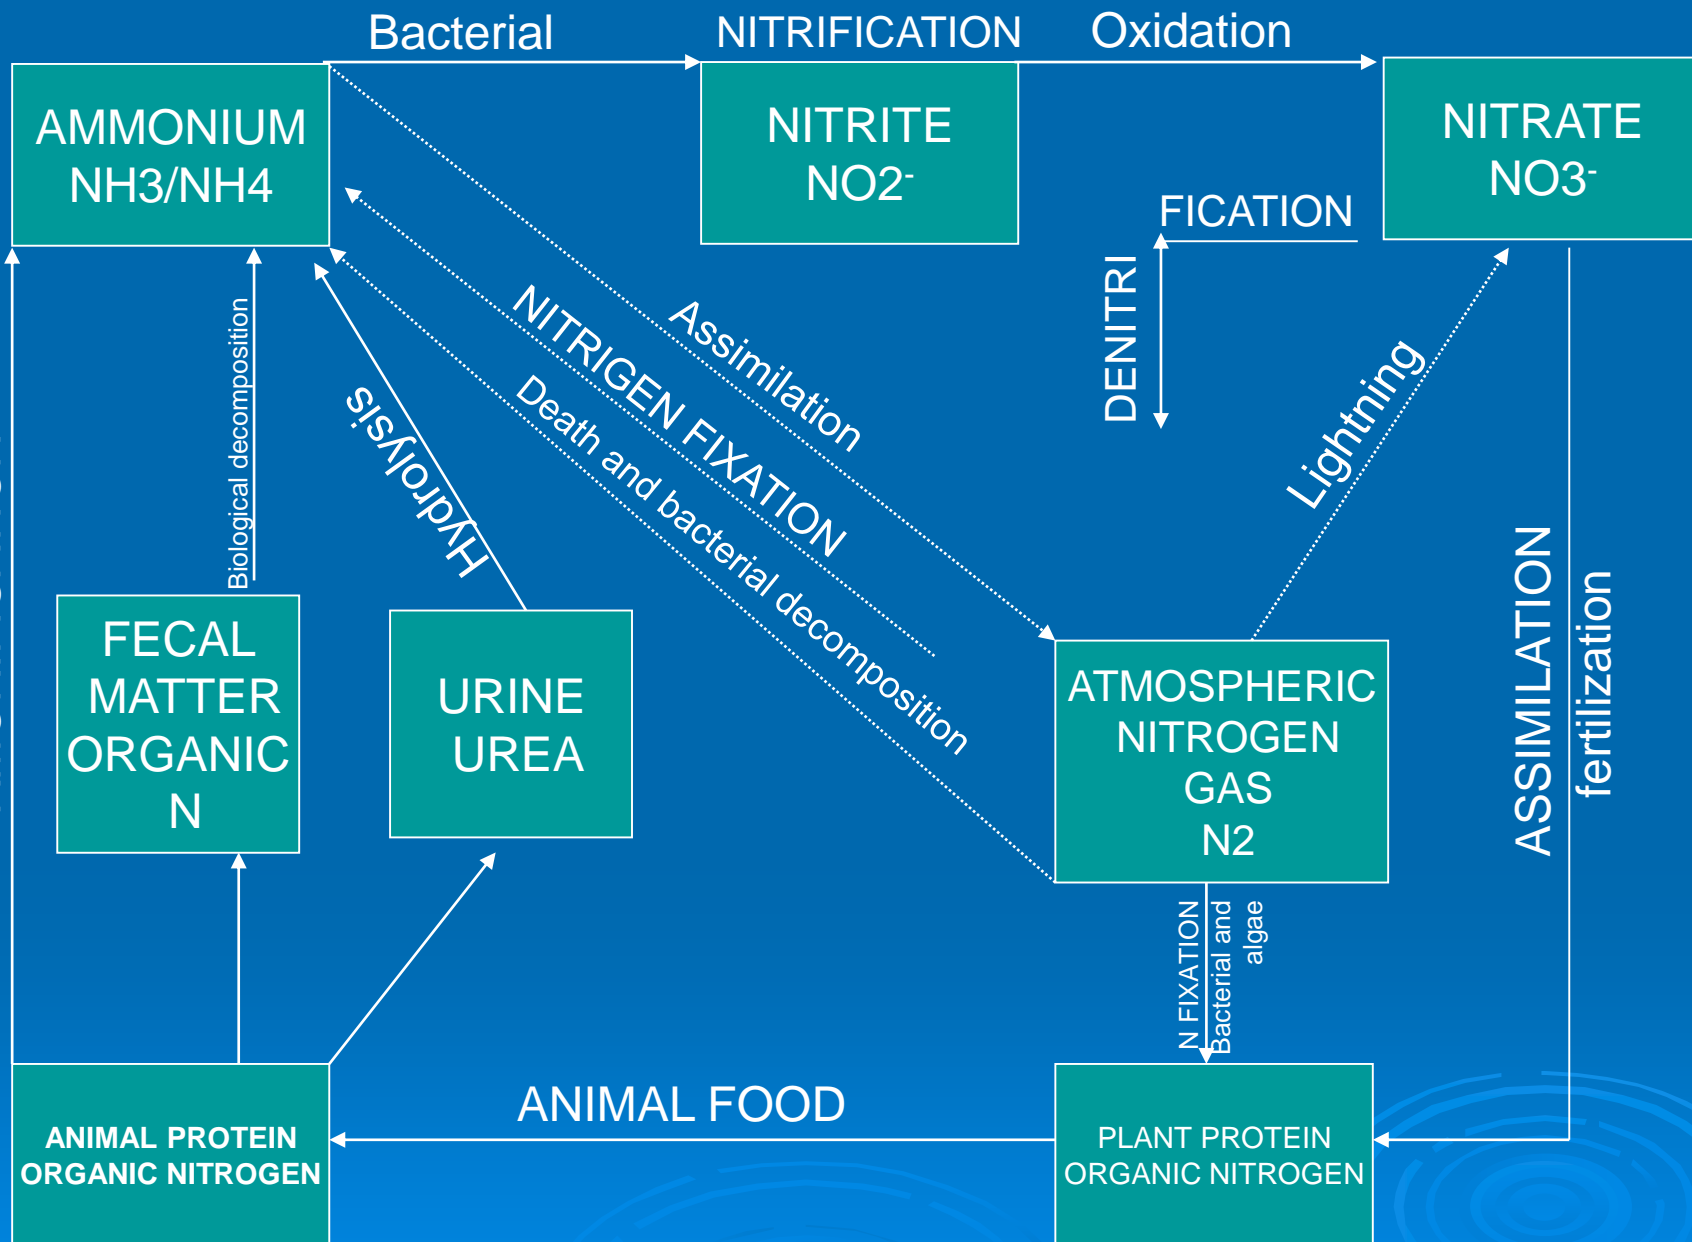 Bacterial
NITRIFICATION
Oxidation
AMMONIUM
NH3/NH4
NITRITE
NO2-
NITRATE
NO3-
FICATION
DENITRI
Assimilation
NITRIGEN FIXATION
Death and bacterial decomposition
Lightning
Biological decomposition
Hydrolysis
ASSIMILATION
fertilization
FECAL
MATTER
ORGANIC
N
URINE
UREA
ATMOSPHERIC
NITROGEN
GAS
N2
N FIXATION
Bacterial and
algae
ANIMAL FOOD
ANIMAL PROTEIN
ORGANIC NITROGEN
PLANT PROTEIN
ORGANIC NITROGEN